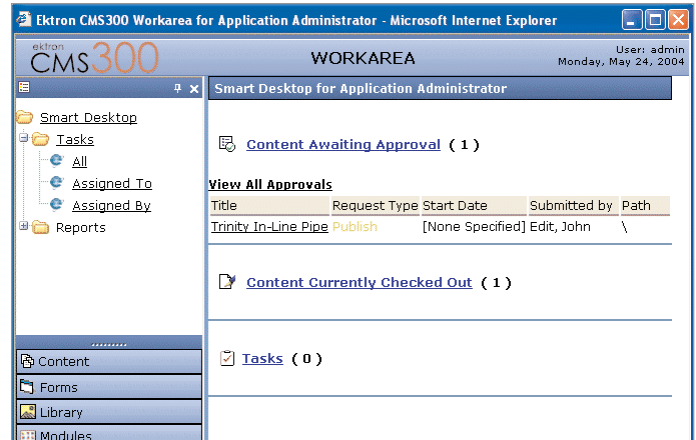 Ektron CMS300 Workarea for Application Administrator - Microsoft Internet Explorer
ektron
CMS300
WORKAREA
User: admin
Monday, May 24, 2004
Smart Desktop for Application Administrator
Smart Desktop
Tasks
All
Assigned To
Assigned By
Reports
Content Awaiting Approval ( 1 )
View All Approvals
Title Request Type Start Date Submitted by Path
Trinity In-Line Pipe Publish [None Specified] Edit, John \
Content Currently Checked Out ( 1 )
Tasks ( 0 )
Content
Forms
Library
Modules